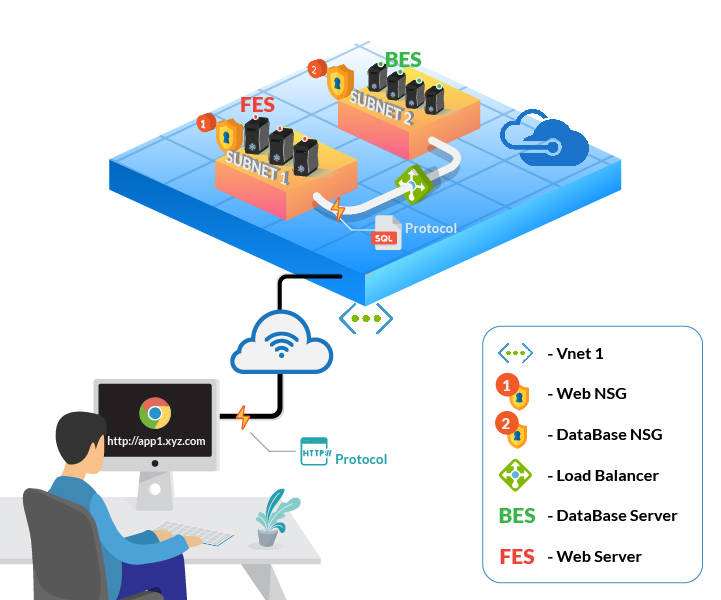 BES
2
SUBNET 2
FES
1
SUBNET 1
SQL
Protocol
http://app1.xyz.com
HTTP://
Protocol
- Vnet 1
1 - Web NSG
2 - DataBase NSG
- Load Balancer
BES - DataBase Server
FES - Web Server